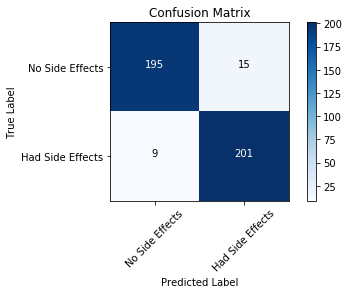 Confusion Matrix
No Side Effects
195
15
Had Side Effects
9
201
True Label
No Side Effects
Had Side Effects
Predicted Label
200
175
150
125
100
75
50
25